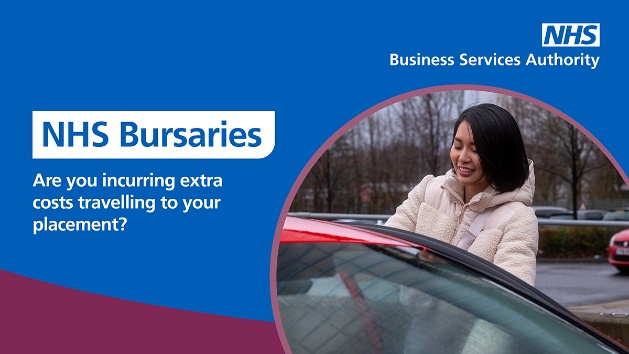 NHS
Business Services Authority
NHS Bursaries
Are you incurring extra
costs travelling to your
placement?